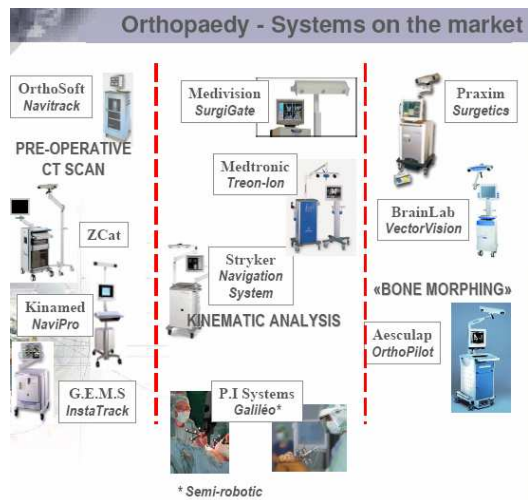 Orthopaedy - Systems on the market
OrthoSoft
Navitrack
PRE-OPERATIVE
CT SCAN
ZCat
Kinamed
NaviPro
G.E.M.S
InstaTrack
Medivision
SurgiGate
Medtronic
Treon-Ion
Stryker
Navigation
System
KINEMATIC ANALYSIS
P.I Systems
Galiléo*
* Semi-robotic
Praxim
Surgetics
BrainLab
VectorVision
«BONE MORPHING»
Aesculap
OrthoPilot